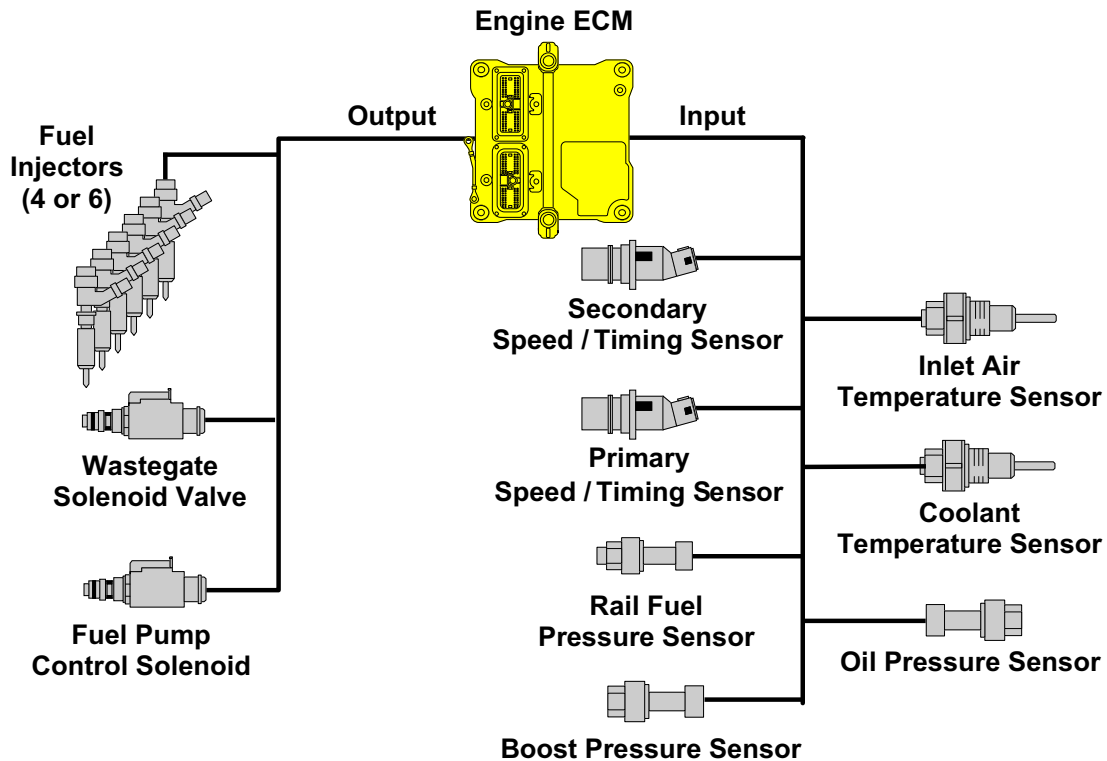 Engine ECM
Output
Input
Fuel
Injectors
(4 or 6)
Wastegate
Solenoid Valve
Fuel Pump
Control Solenoid
Secondary
Speed / Timing Sensor
Primary
Speed / Timing Sensor
Rail Fuel
Pressure Sensor
Boost Pressure Sensor
Inlet Air
Temperature Sensor
Coolant
Temperature Sensor
Oil Pressure Sensor